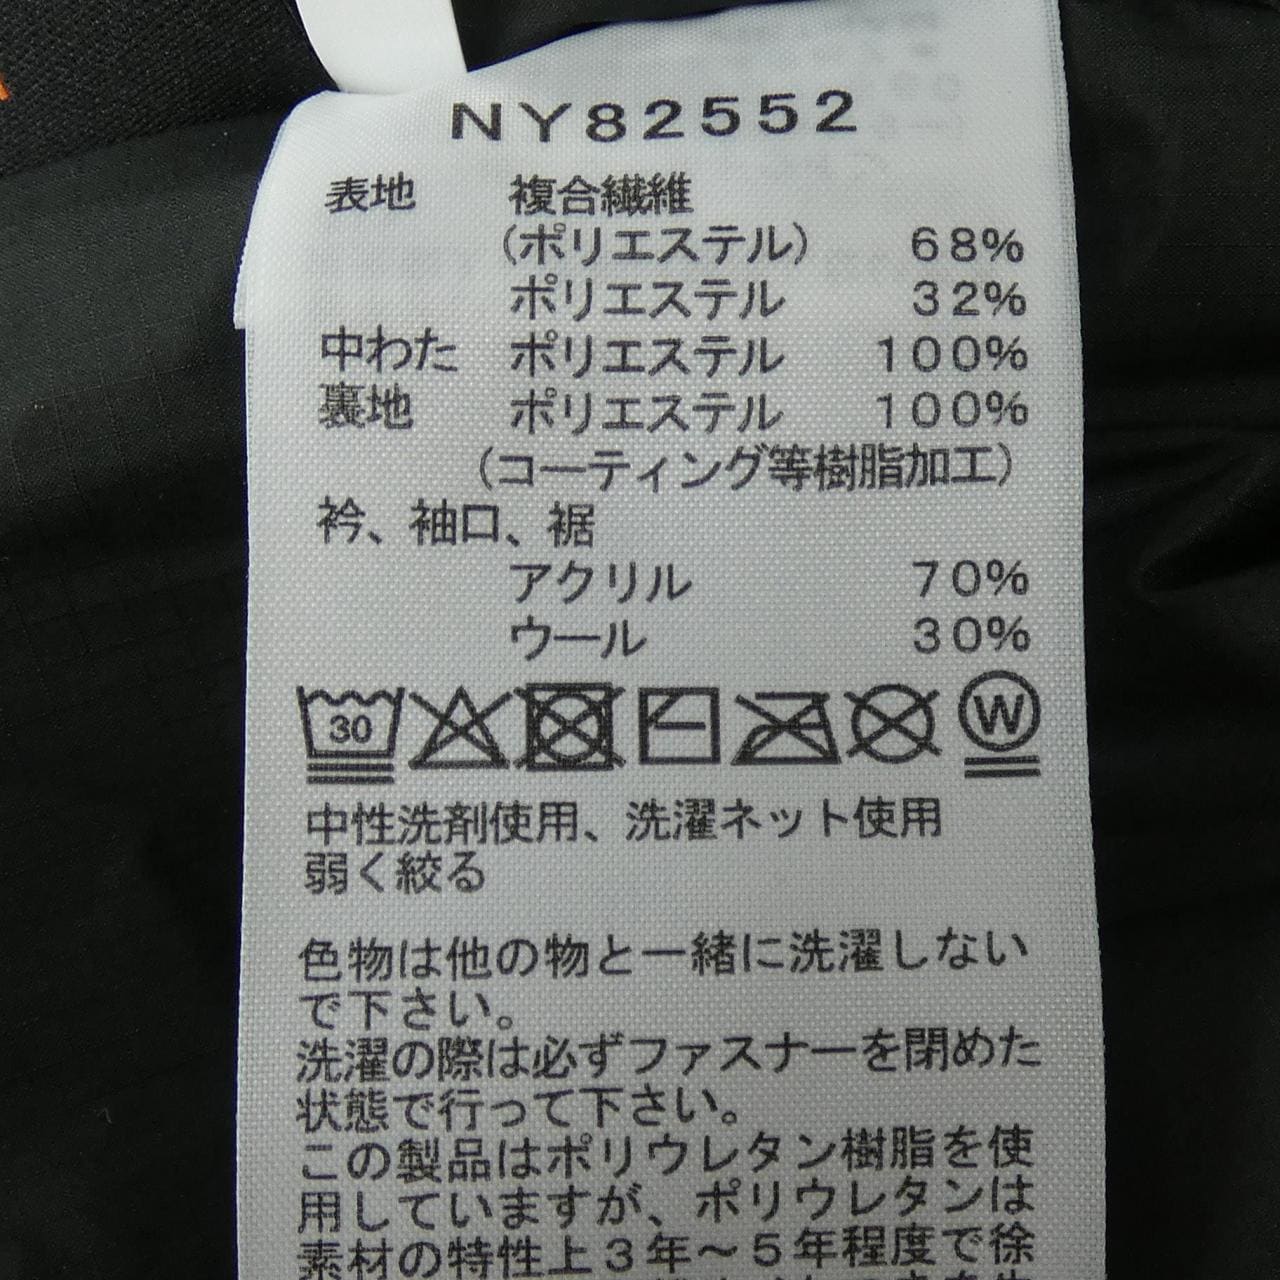 NY82552
表地 複合繊維
(ポリエステル) 68%
ポリエステル 32%
中わた ポリエステル 100%
裏地 ポリエステル 100%
(コーティング等樹脂加工)
衿、袖口、裾
アクリル 70%
ウール 30%
30 W
中性洗剤使用、洗濯ネット使用
弱く絞る
色物は他の物と一緒に洗濯しない
で下さい。
洗濯の際は必ずファスナーを閉めた
状態で行って下さい。
この製品はポリウレタン樹脂を使
用していますが、ポリウレタンは
素材の特性上3年～5年程度で徐